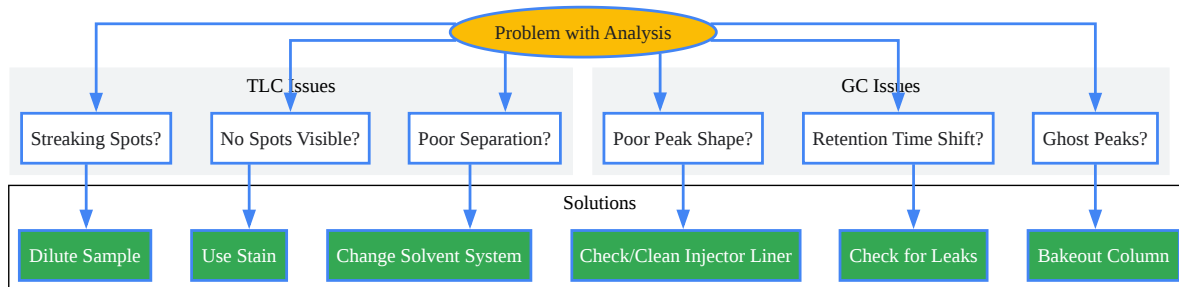 Problem with Analysis
TLC Issues
GC Issues
Streaking Spots?
No Spots Visible?
Poor Separation?
Poor Peak Shape?
Retention Time Shift?
Ghost Peaks?
Solutions
Dilute Sample
Use Stain
Change Solvent System
Check/Clean Injector Liner
Check for Leaks
Bakeout Column